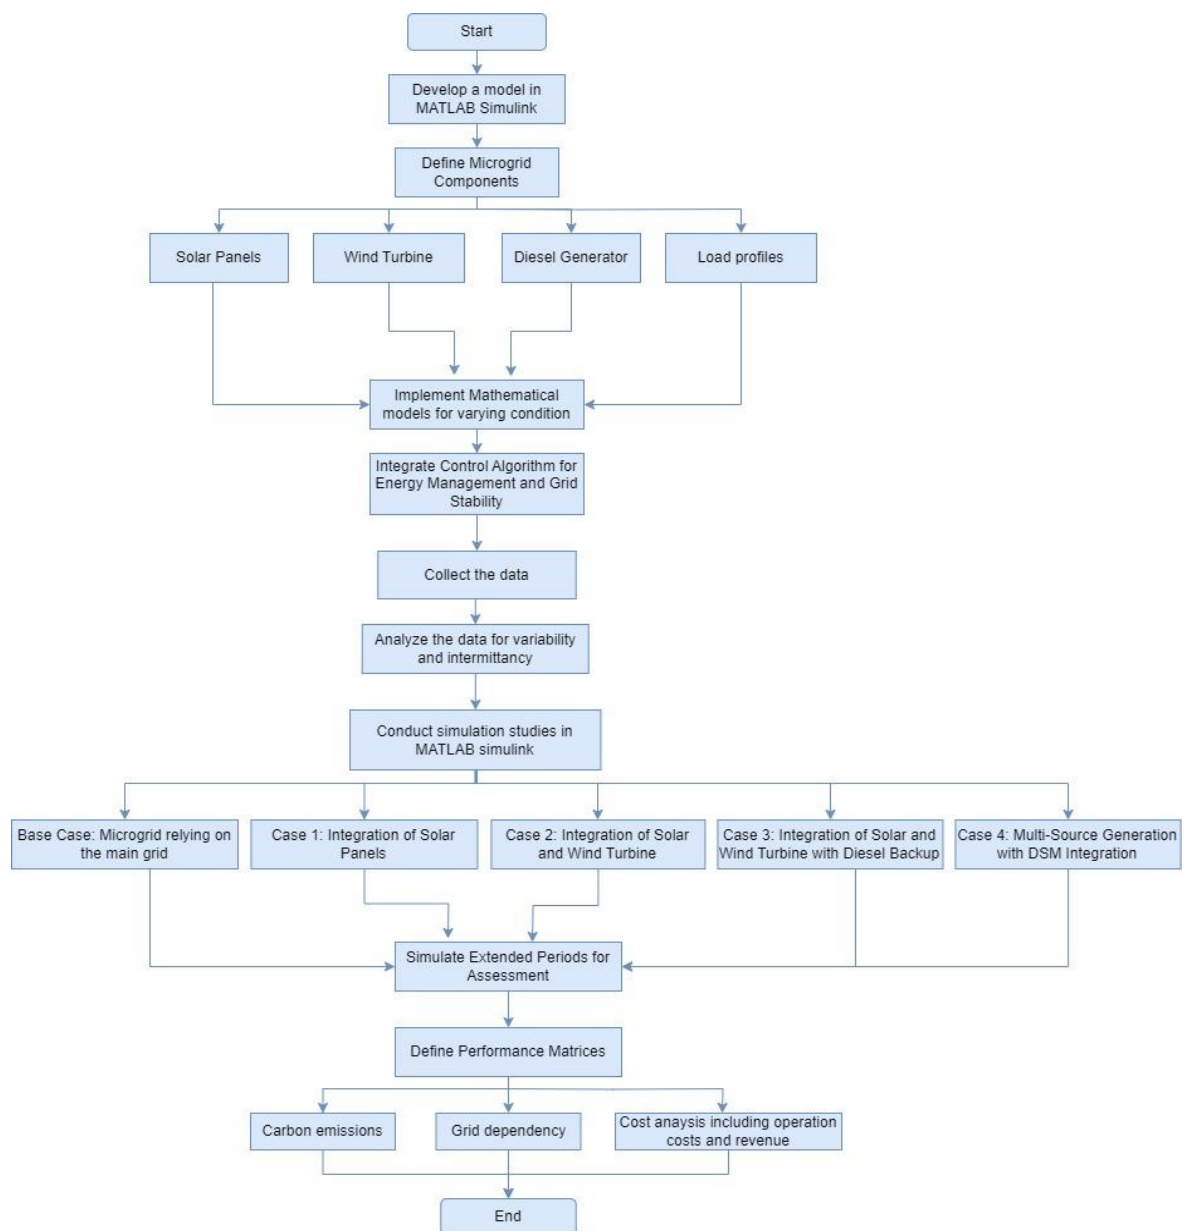 Start
Develop a model in
MATLAB Simulink
Define Microgrid
Components
Solar Panels
Wind Turbine
Diesel Generator
Load profiles
Implement Mathematical
models for varying condition
Integrate Control Algorithm for
Energy Management and Grid
Stability
Collect the data
Analyze the data for variability
and intermittancy
Conduct simulation studies in
MATLAB simulink
Base Case: Microgrid relying on
the main grid
Case 1: Integration of Solar
Panels
Case 2: Integration of Solar
and Wind Turbine
Case 3: Integration of Solar and
Wind Turbine with Diesel Backup
Case 4: Multi-Source Generation
with DSM Integration
Simulate Extended Periods for
Assessment
Define Performance Matrices
Carbon emissions
Grid dependency
Cost anaysis including operation
costs and revenue
End